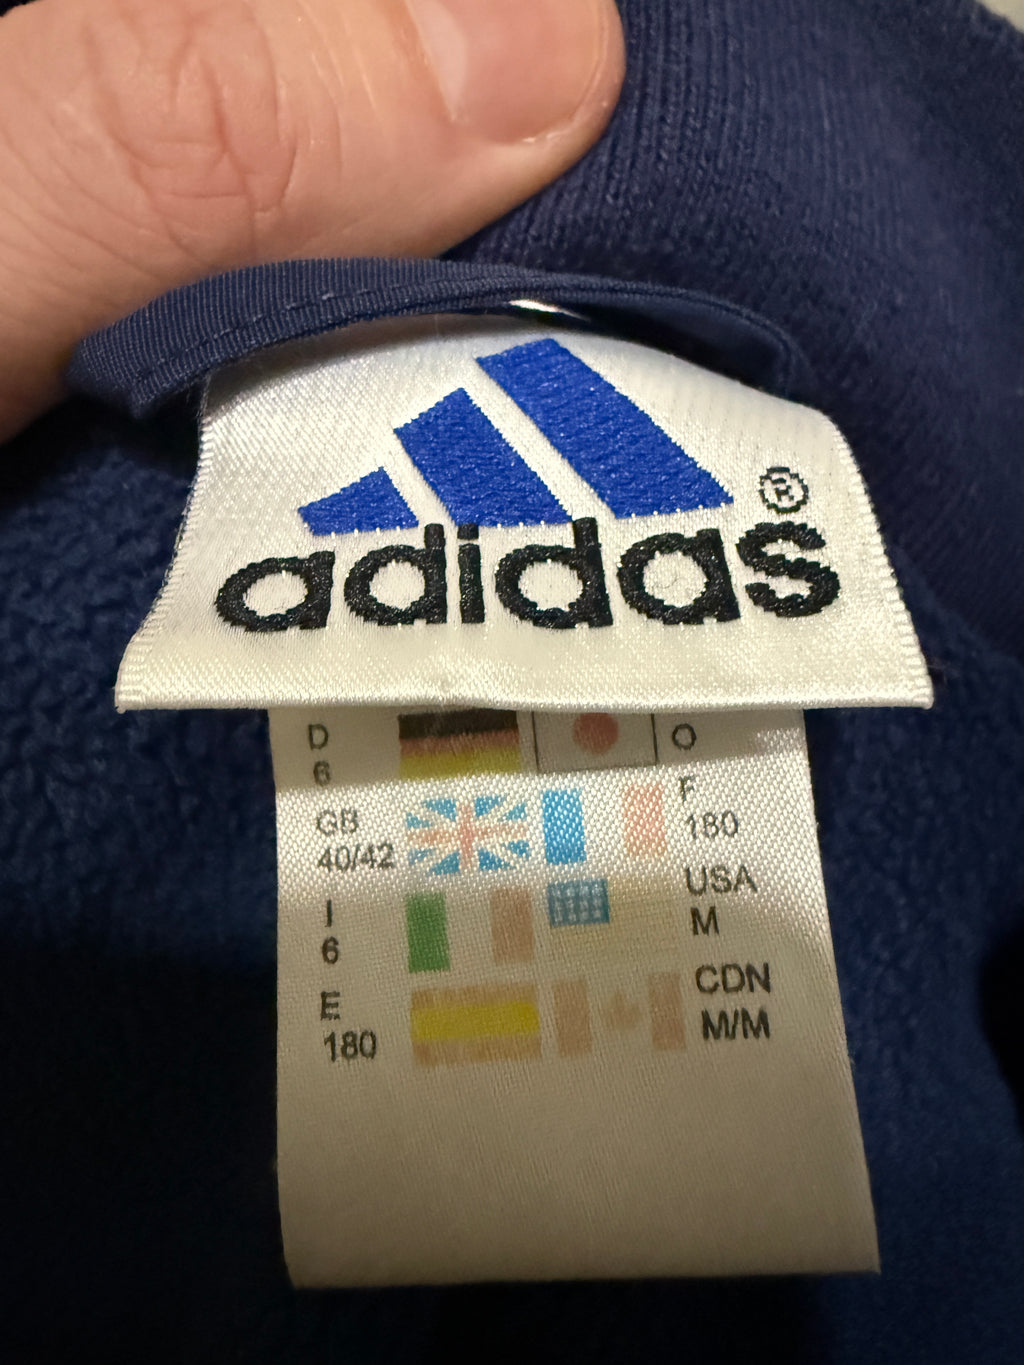 adidas®
D
6
O
GB
40/42
F
180
I
6
USA
M
E
180
CDN
M/M